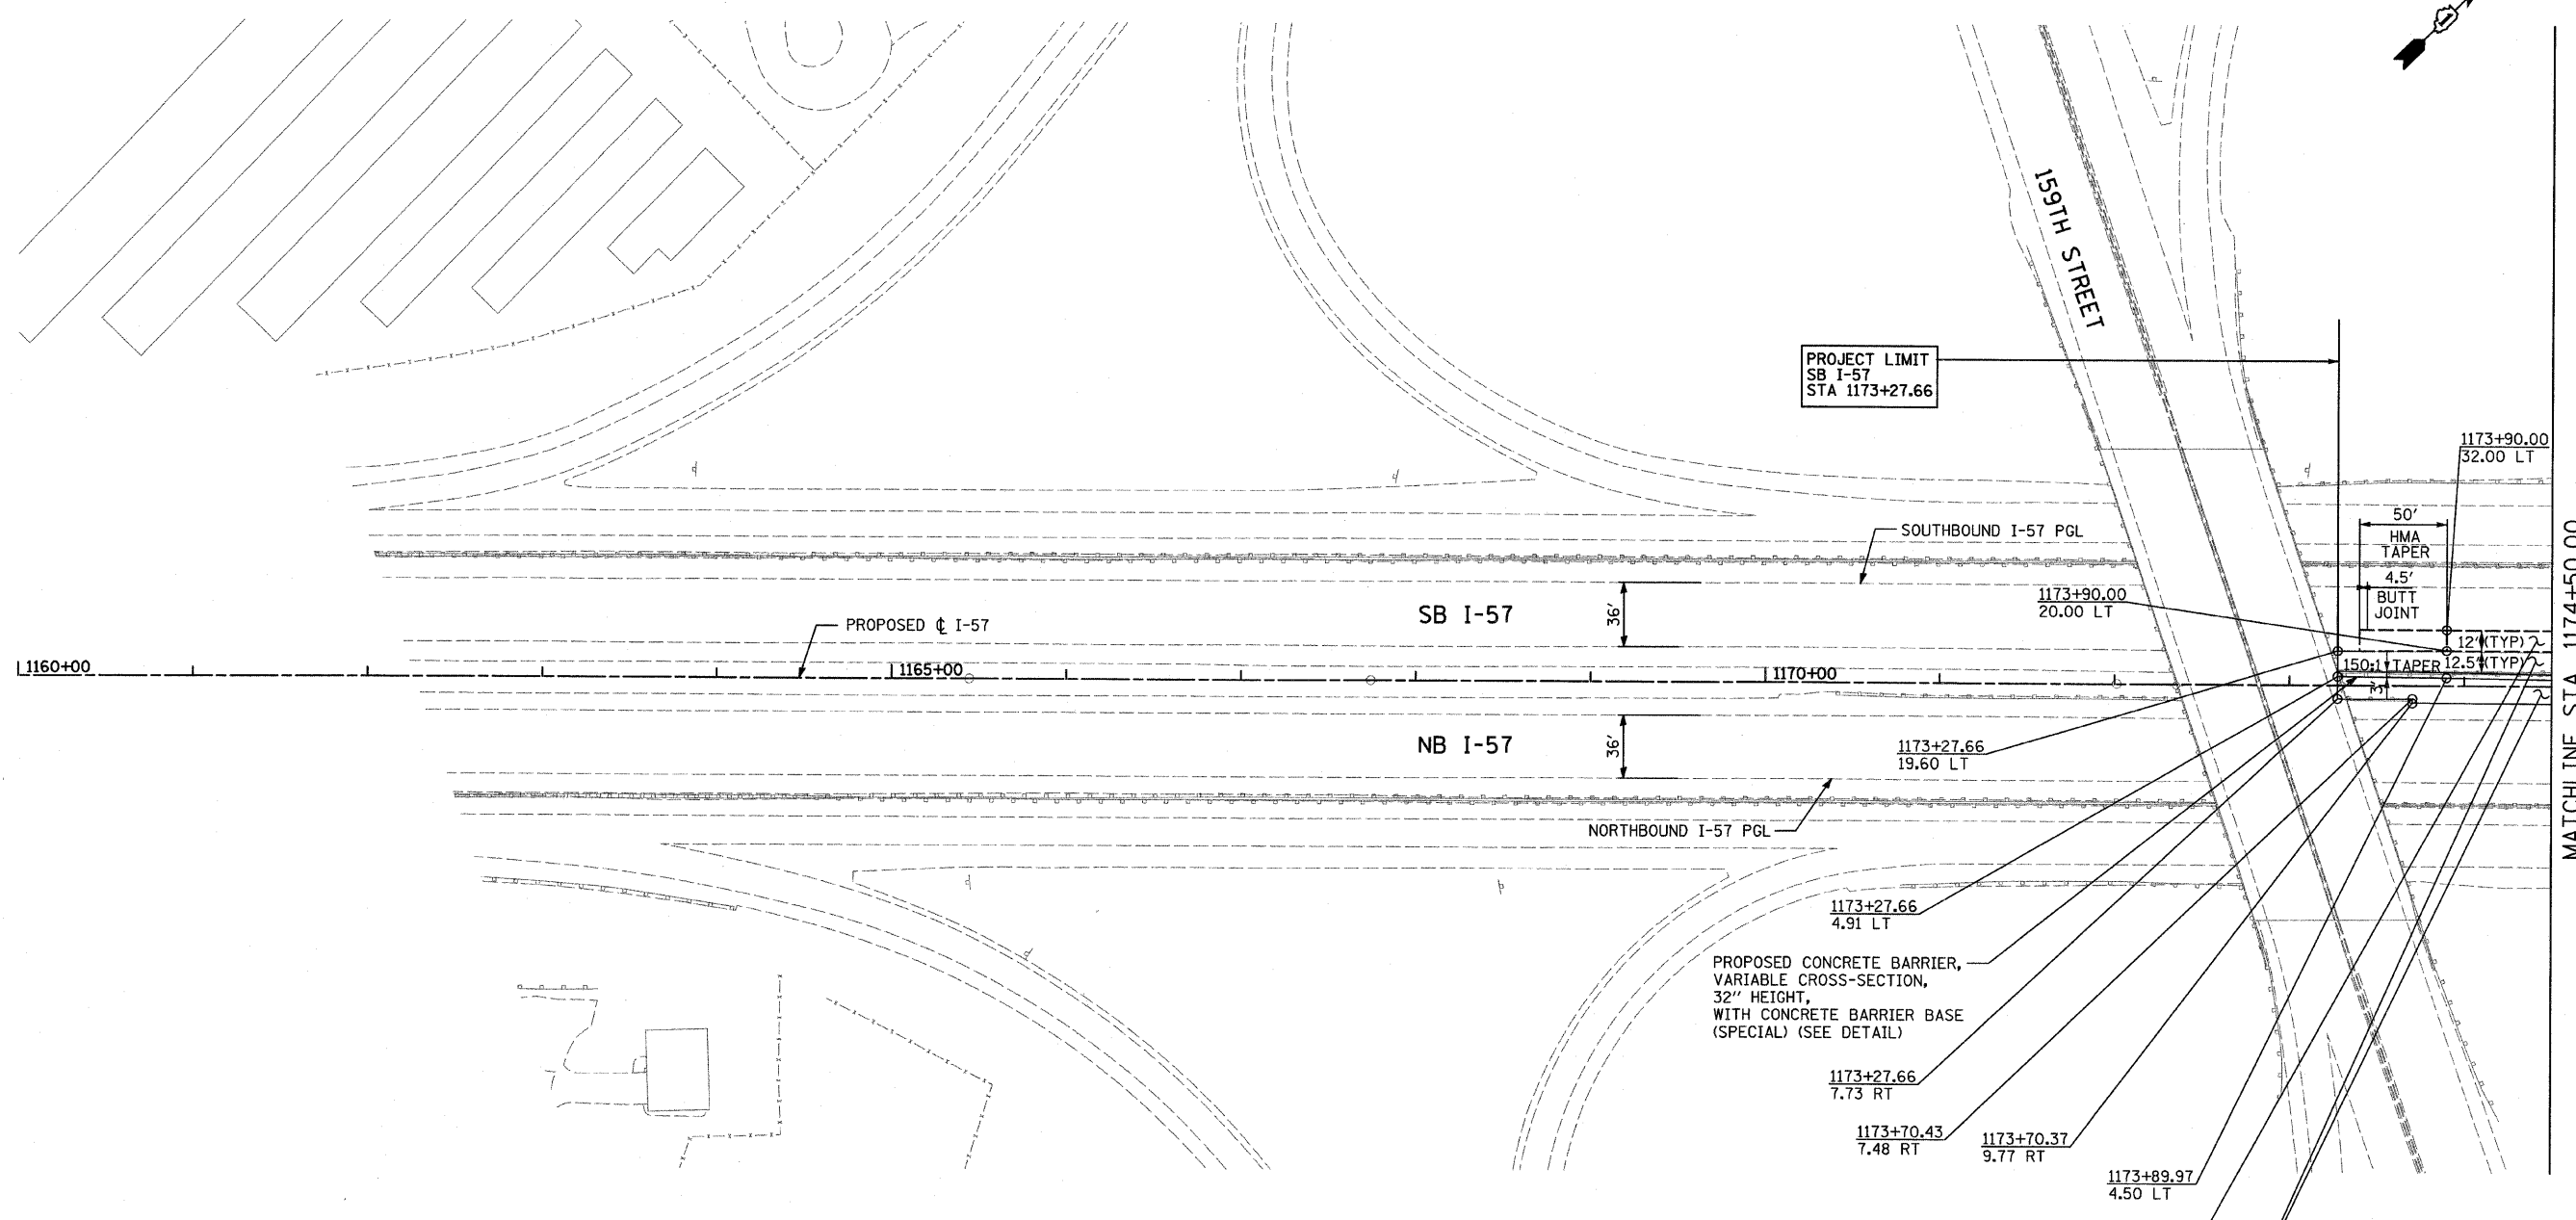 159TH STREET
PROJECT LIMIT
SB I-57
STA 1173+27.66
1173+90.00
32.00 LT
50'
HMA
TAPER
4.5'
BUTT
JOINT
SOUTHBOUND I-57 PGL
1173+90.00
20.00 LT
SB I-57
36'
PROPOSED ℄ I-57
12' (TYP)
150:1 TAPER
12.5' (TYP)
1160+00
1165+00
1170+00
NB I-57
36'
1173+27.66
19.60 LT
NORTHBOUND I-57 PGL
MATCHLINE STA 1174+50.00
1173+27.66
4.91 LT
PROPOSED CONCRETE BARRIER,
VARIABLE CROSS-SECTION,
32" HEIGHT,
WITH CONCRETE BARRIER BASE
(SPECIAL) (SEE DETAIL)
1173+27.66
7.73 RT
1173+70.43
7.48 RT
1173+70.37
9.77 RT
1173+89.97
4.50 LT